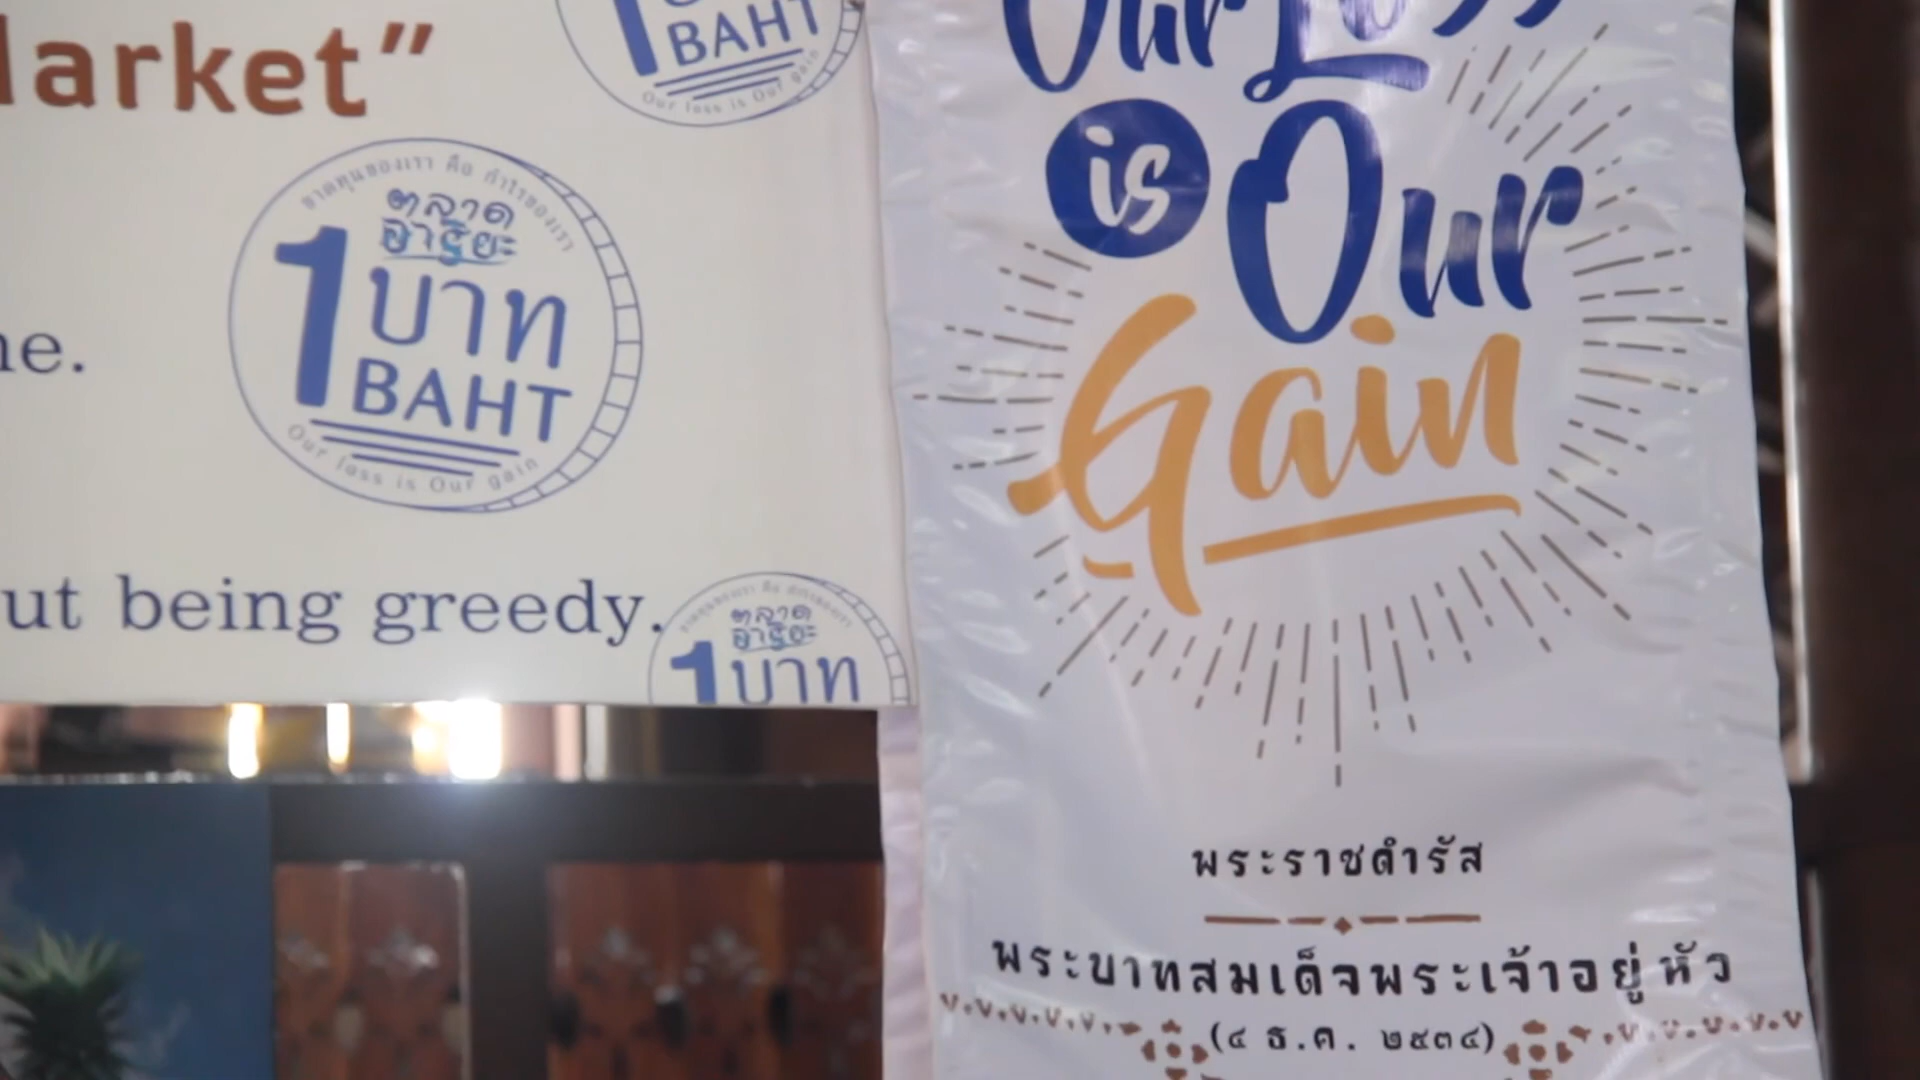 arket”
BAHT
Our loss is Our gain
ขาดทุนของเรา คือ กำไรของเรา
ตลาด
อาริยะ
1 บาท
BAHT
Our loss is Our gain
ne.
ut being greedy.
ตลาด
อาริยะ
1 บาท
Our Loss
is Our
Gain
พระราชดำรัส
พระบาทสมเด็จพระเจ้าอยู่หัว
(๔ ธ.ค. ๒๕๓๔)